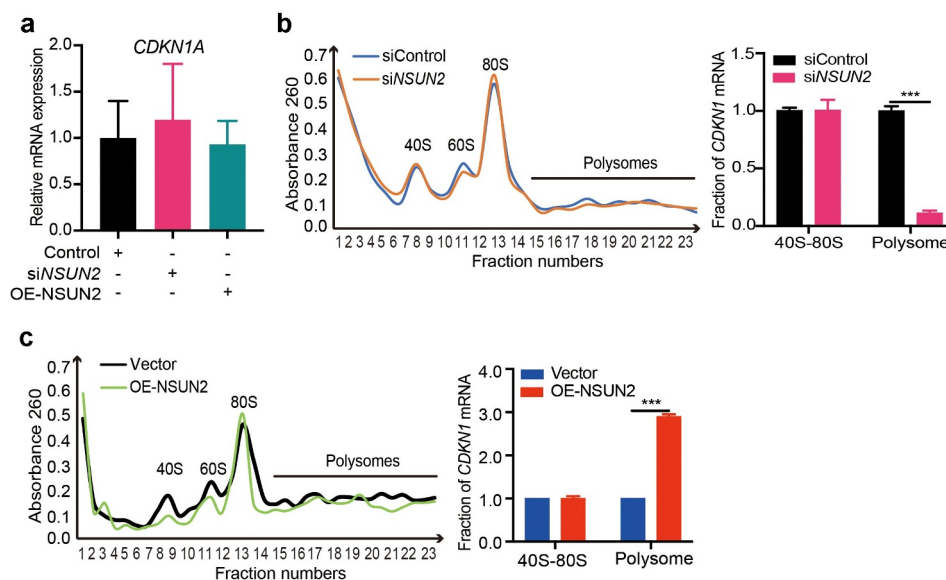 a
CDKN1A
Relative mRNA expression
2.0
1.5
1.0
0.5
0.0
Control + - -
siNSUN2 - + -
OE-NSUN2 - - +
b
siControl
siNSUN2
Absorbance 260
0.7
0.6
0.5
0.4
0.3
0.2
0.1
0.0
40S
60S
80S
Polysomes
1 2 3 4 5 6 7 8 9 10 11 12 13 14 15 16 17 18 19 20 21 22 23
Fraction numbers
siControl
siNSUN2
Fraction of CDKN1 mRNA
1.5
1.0
0.5
0.0
***
40S-80S
Polysome
c
Vector
OE-NSUN2
Absorbance 260
0.7
0.6
0.5
0.4
0.3
0.2
0.1
0.0
40S
60S
80S
Polysomes
1 2 3 4 5 6 7 8 9 10 11 12 13 14 15 16 17 18 19 20 21 22 23
Fraction numbers
Vector
OE-NSUN2
Fraction of CDKN1 mRNA
4.0
3.0
2.0
1.0
0.0
***
40S-80S
Polysome